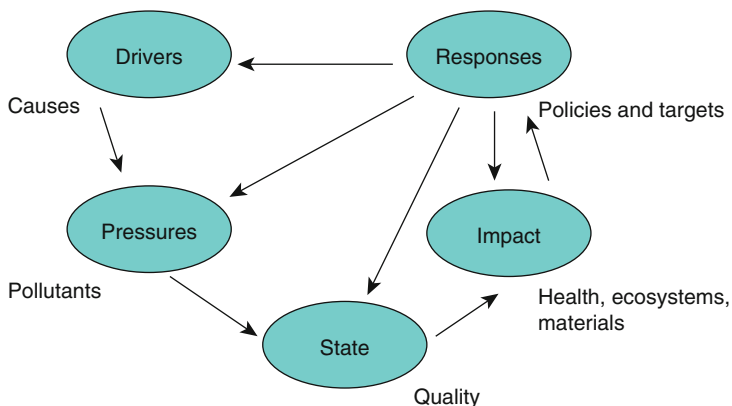 Drivers
Responses
Causes
Policies and targets
Pressures
Impact
Pollutants
Health, ecosystems,
materials
State
Quality